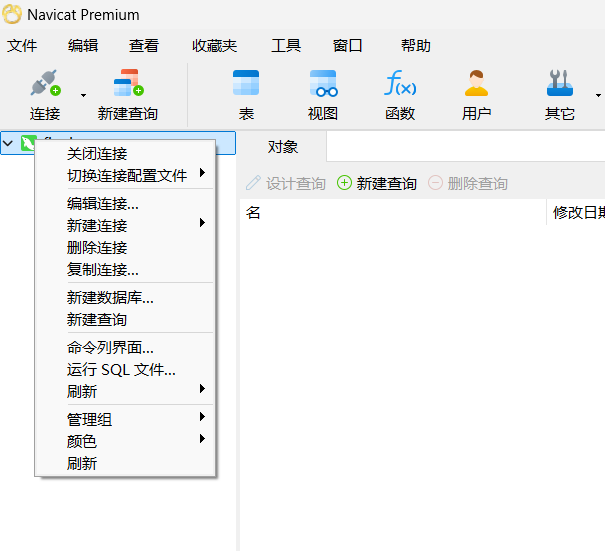 Navicat Premium
文件 编辑 查看 收藏夹 工具 窗口 帮助
连接 新建查询 表 视图 函数 用户 其它
f(x)
对象
设计查询 新建查询 删除查询
名 修改日期
关闭连接
切换连接配置文件
编辑连接...
新建连接
删除连接
复制连接...
新建数据库...
新建查询
命令列界面...
运行 SQL 文件...
刷新
管理组
颜色
刷新